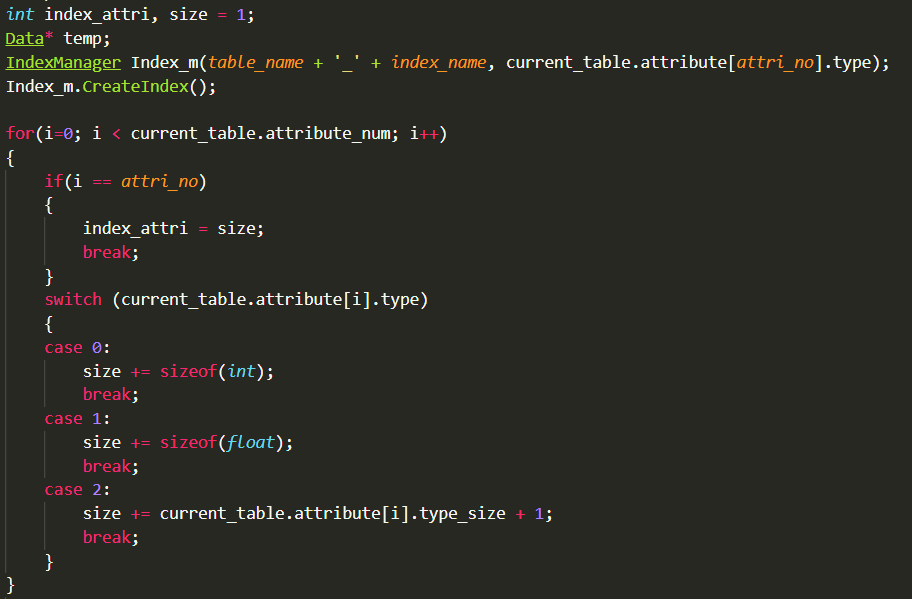 int index_attri, size = 1;
Data* temp;
IndexManager Index_m(table_name + '_' + index_name, current_table.attribute[attri_no].type);
Index_m.CreateIndex();

for(i=0; i < current_table.attribute_num; i++)
{
    if(i == attri_no)
    {
        index_attri = size;
        break;
    }
    switch (current_table.attribute[i].type)
    {
    case 0:
        size += sizeof(int);
        break;
    case 1:
        size += sizeof(float);
        break;
    case 2:
        size += current_table.attribute[i].type_size + 1;
        break;
    }
}